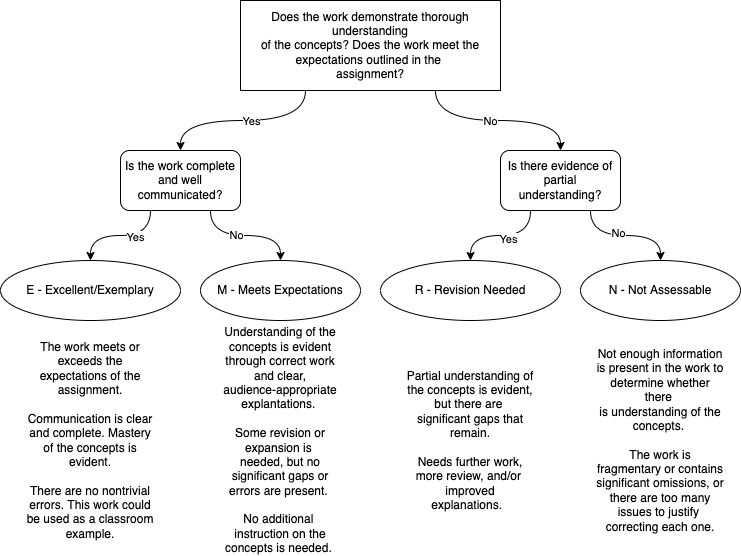 Does the work demonstrate thorough
understanding
of the concepts? Does the work meet the
expectations outlined in the
assignment?
Yes
No
Is the work complete
and well
communicated?
Is there evidence of
partial
understanding?
Yes
No
Yes
No
E - Excellent/Exemplary
M - Meets Expectations
R - Revision Needed
N - Not Assessable
The work meets or
exceeds the
expectations of the
assignment.
Communication is clear
and complete. Mastery
of the concepts is
evident.
There are no nontrivial
errors. This work could
be used as a classroom
example.
Understanding of the
concepts is evident
through correct work
and clear,
audience-appropriate
explantations.
Some revision or
expansion is
needed, but no
significant gaps or
errors are present.
No additional
instruction on the
concepts is needed.
Partial understanding of
the concepts is evident,
but there are
significant gaps that
remain.
Needs further work,
more review, and/or
improved
explanations.
Not enough information
is present in the work to
determine whether
there
is understanding of the
concepts.
The work is
fragmentary or contains
significant omissions, or
there are too many
issues to justify
correcting each one.